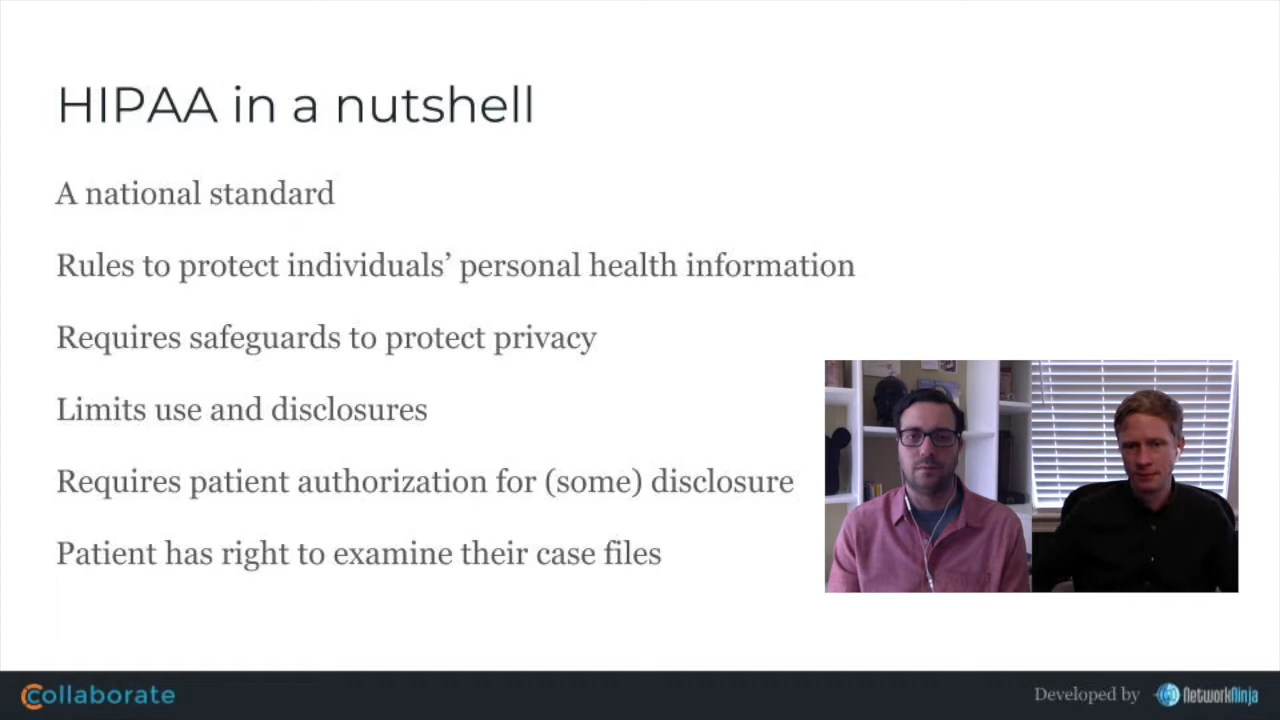 HIPAA in a nutshell
A national standard
Rules to protect individuals’ personal health information
Requires safeguards to protect privacy
Limits use and disclosures
Requires patient authorization for (some) disclosure
Patient has right to examine their case files
collaborate
Developed by NetworkNinja